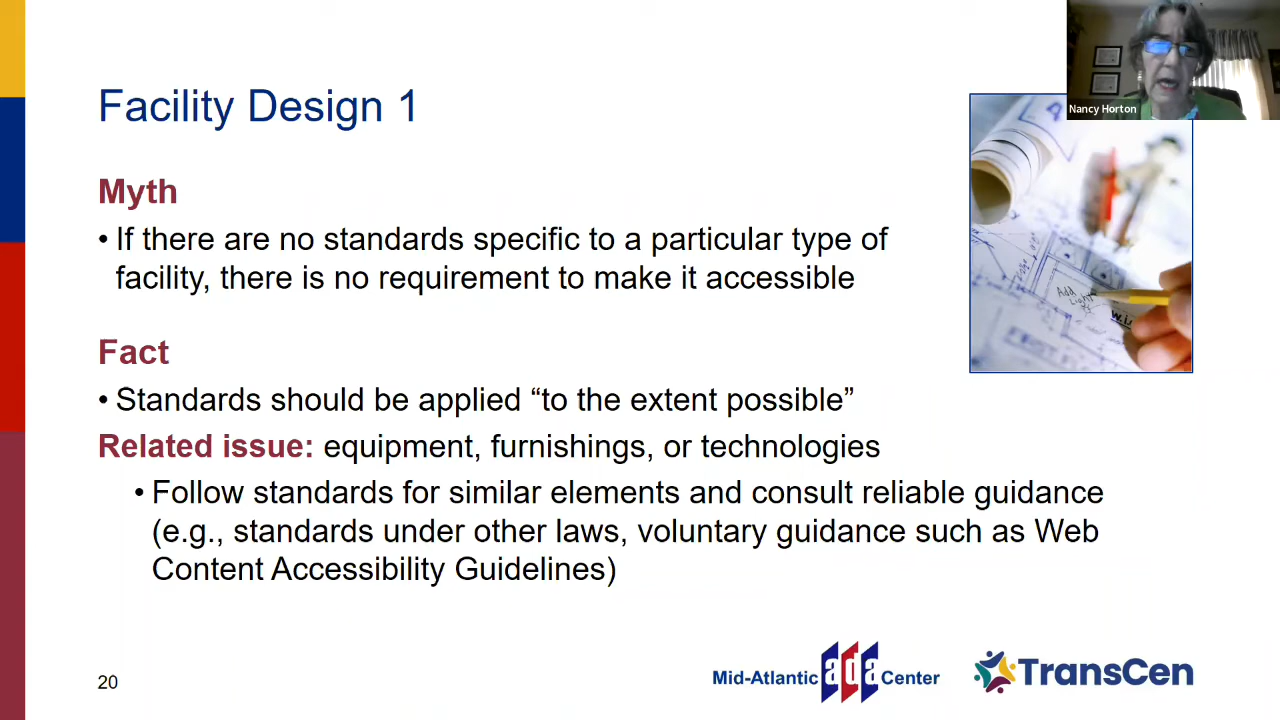 Nancy Horton
Facility Design 1
Myth
• If there are no standards specific to a particular type of
facility, there is no requirement to make it accessible
Add
Light
Fact
• Standards should be applied “to the extent possible”
Related issue: equipment, furnishings, or technologies
• Follow standards for similar elements and consult reliable guidance
(e.g., standards under other laws, voluntary guidance such as Web
Content Accessibility Guidelines)
20
Mid-Atlantic ada Center
TransCen